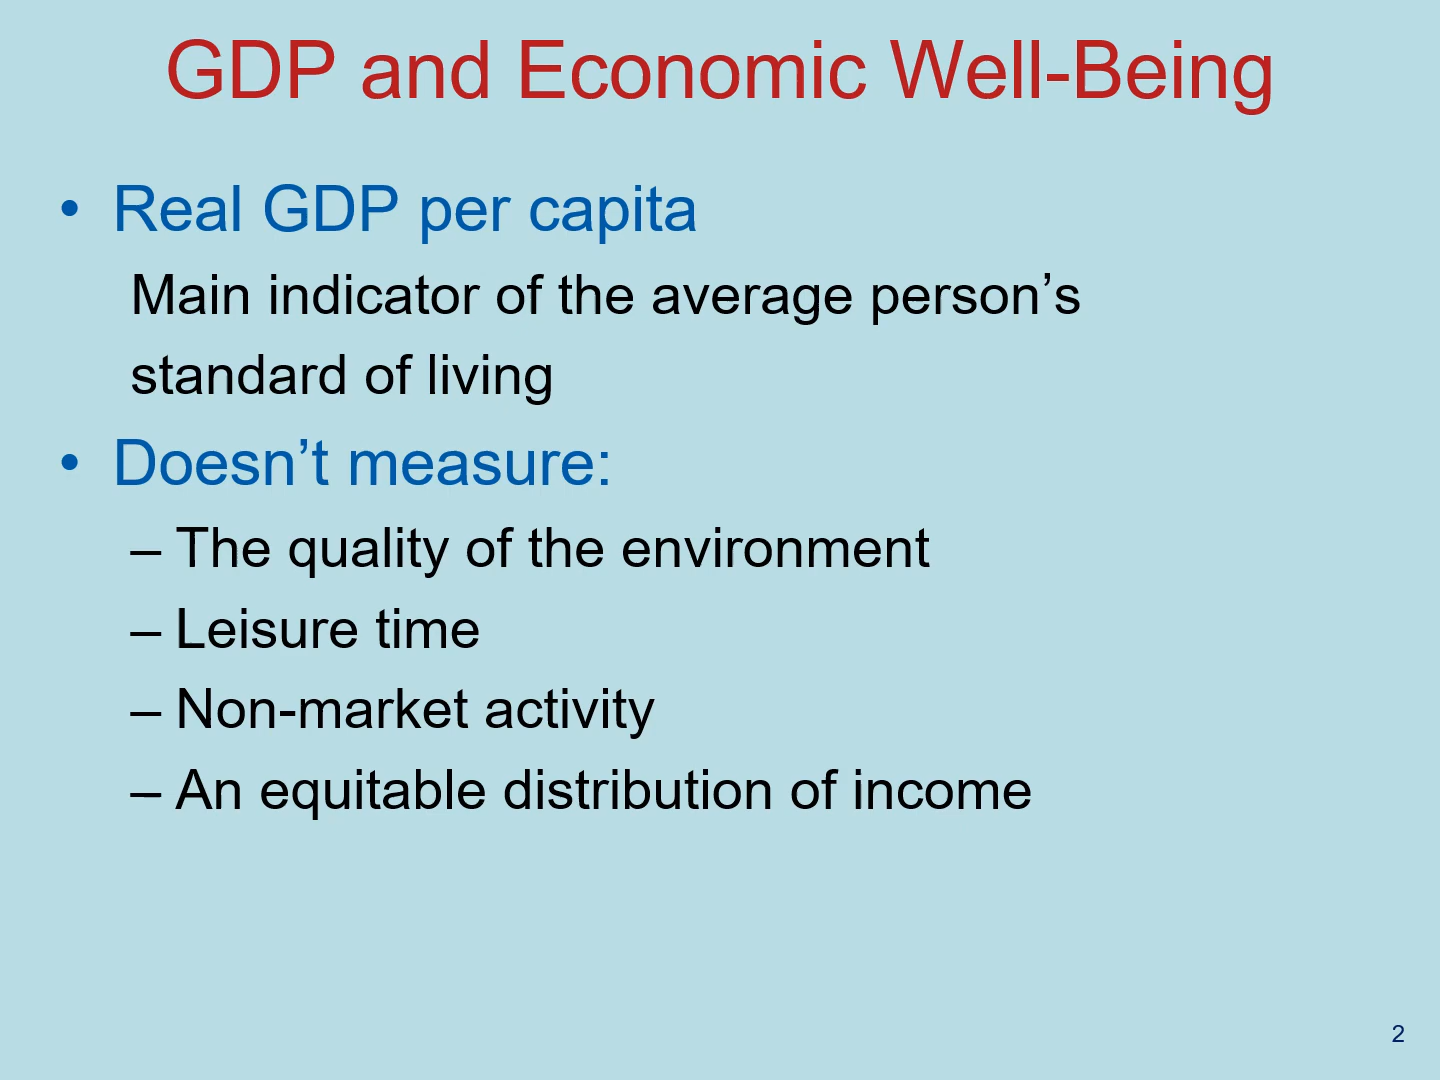 GDP and Economic Well-Being
• Real GDP per capita
Main indicator of the average person’s
standard of living
• Doesn’t measure:
– The quality of the environment
– Leisure time
– Non-market activity
– An equitable distribution of income
2